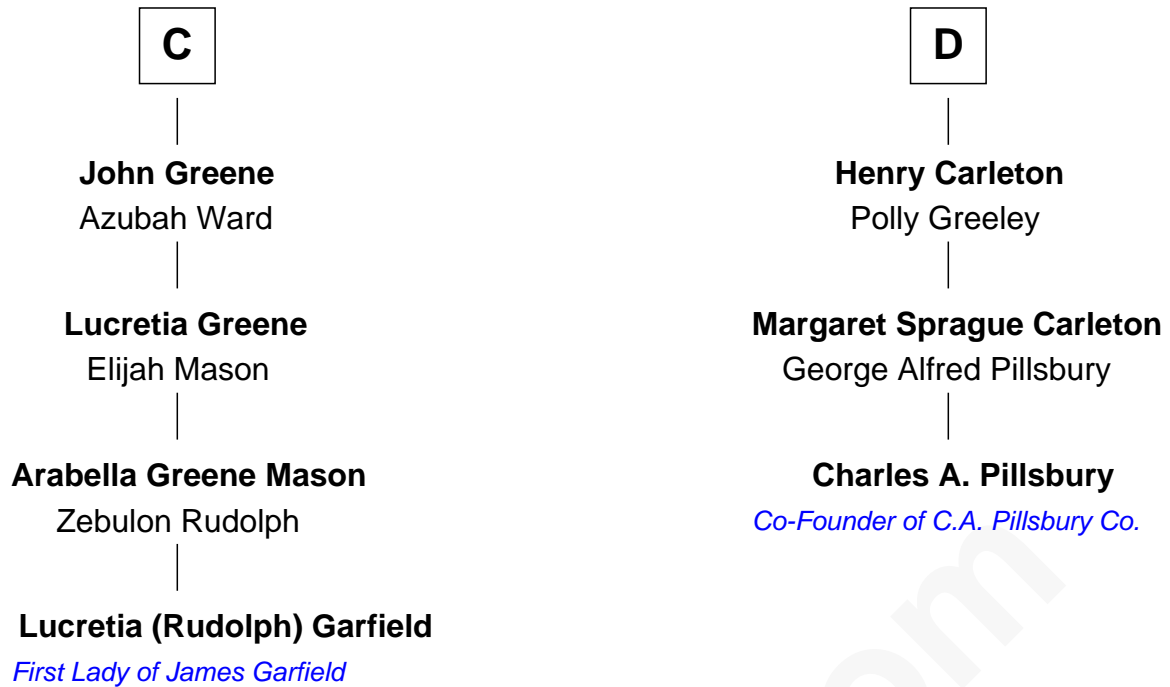 C
John Greene
Azubah Ward
Lucretia Greene
Elijah Mason
Arabella Greene Mason
Zebulon Rudolph
Lucretia (Rudolph) Garfield
First Lady of James Garfield
D
Henry Carleton
Polly Greeley
Margaret Sprague Carleton
George Alfred Pillsbury
Charles A. Pillsbury
Co-Founder of C.A. Pillsbury Co.
om